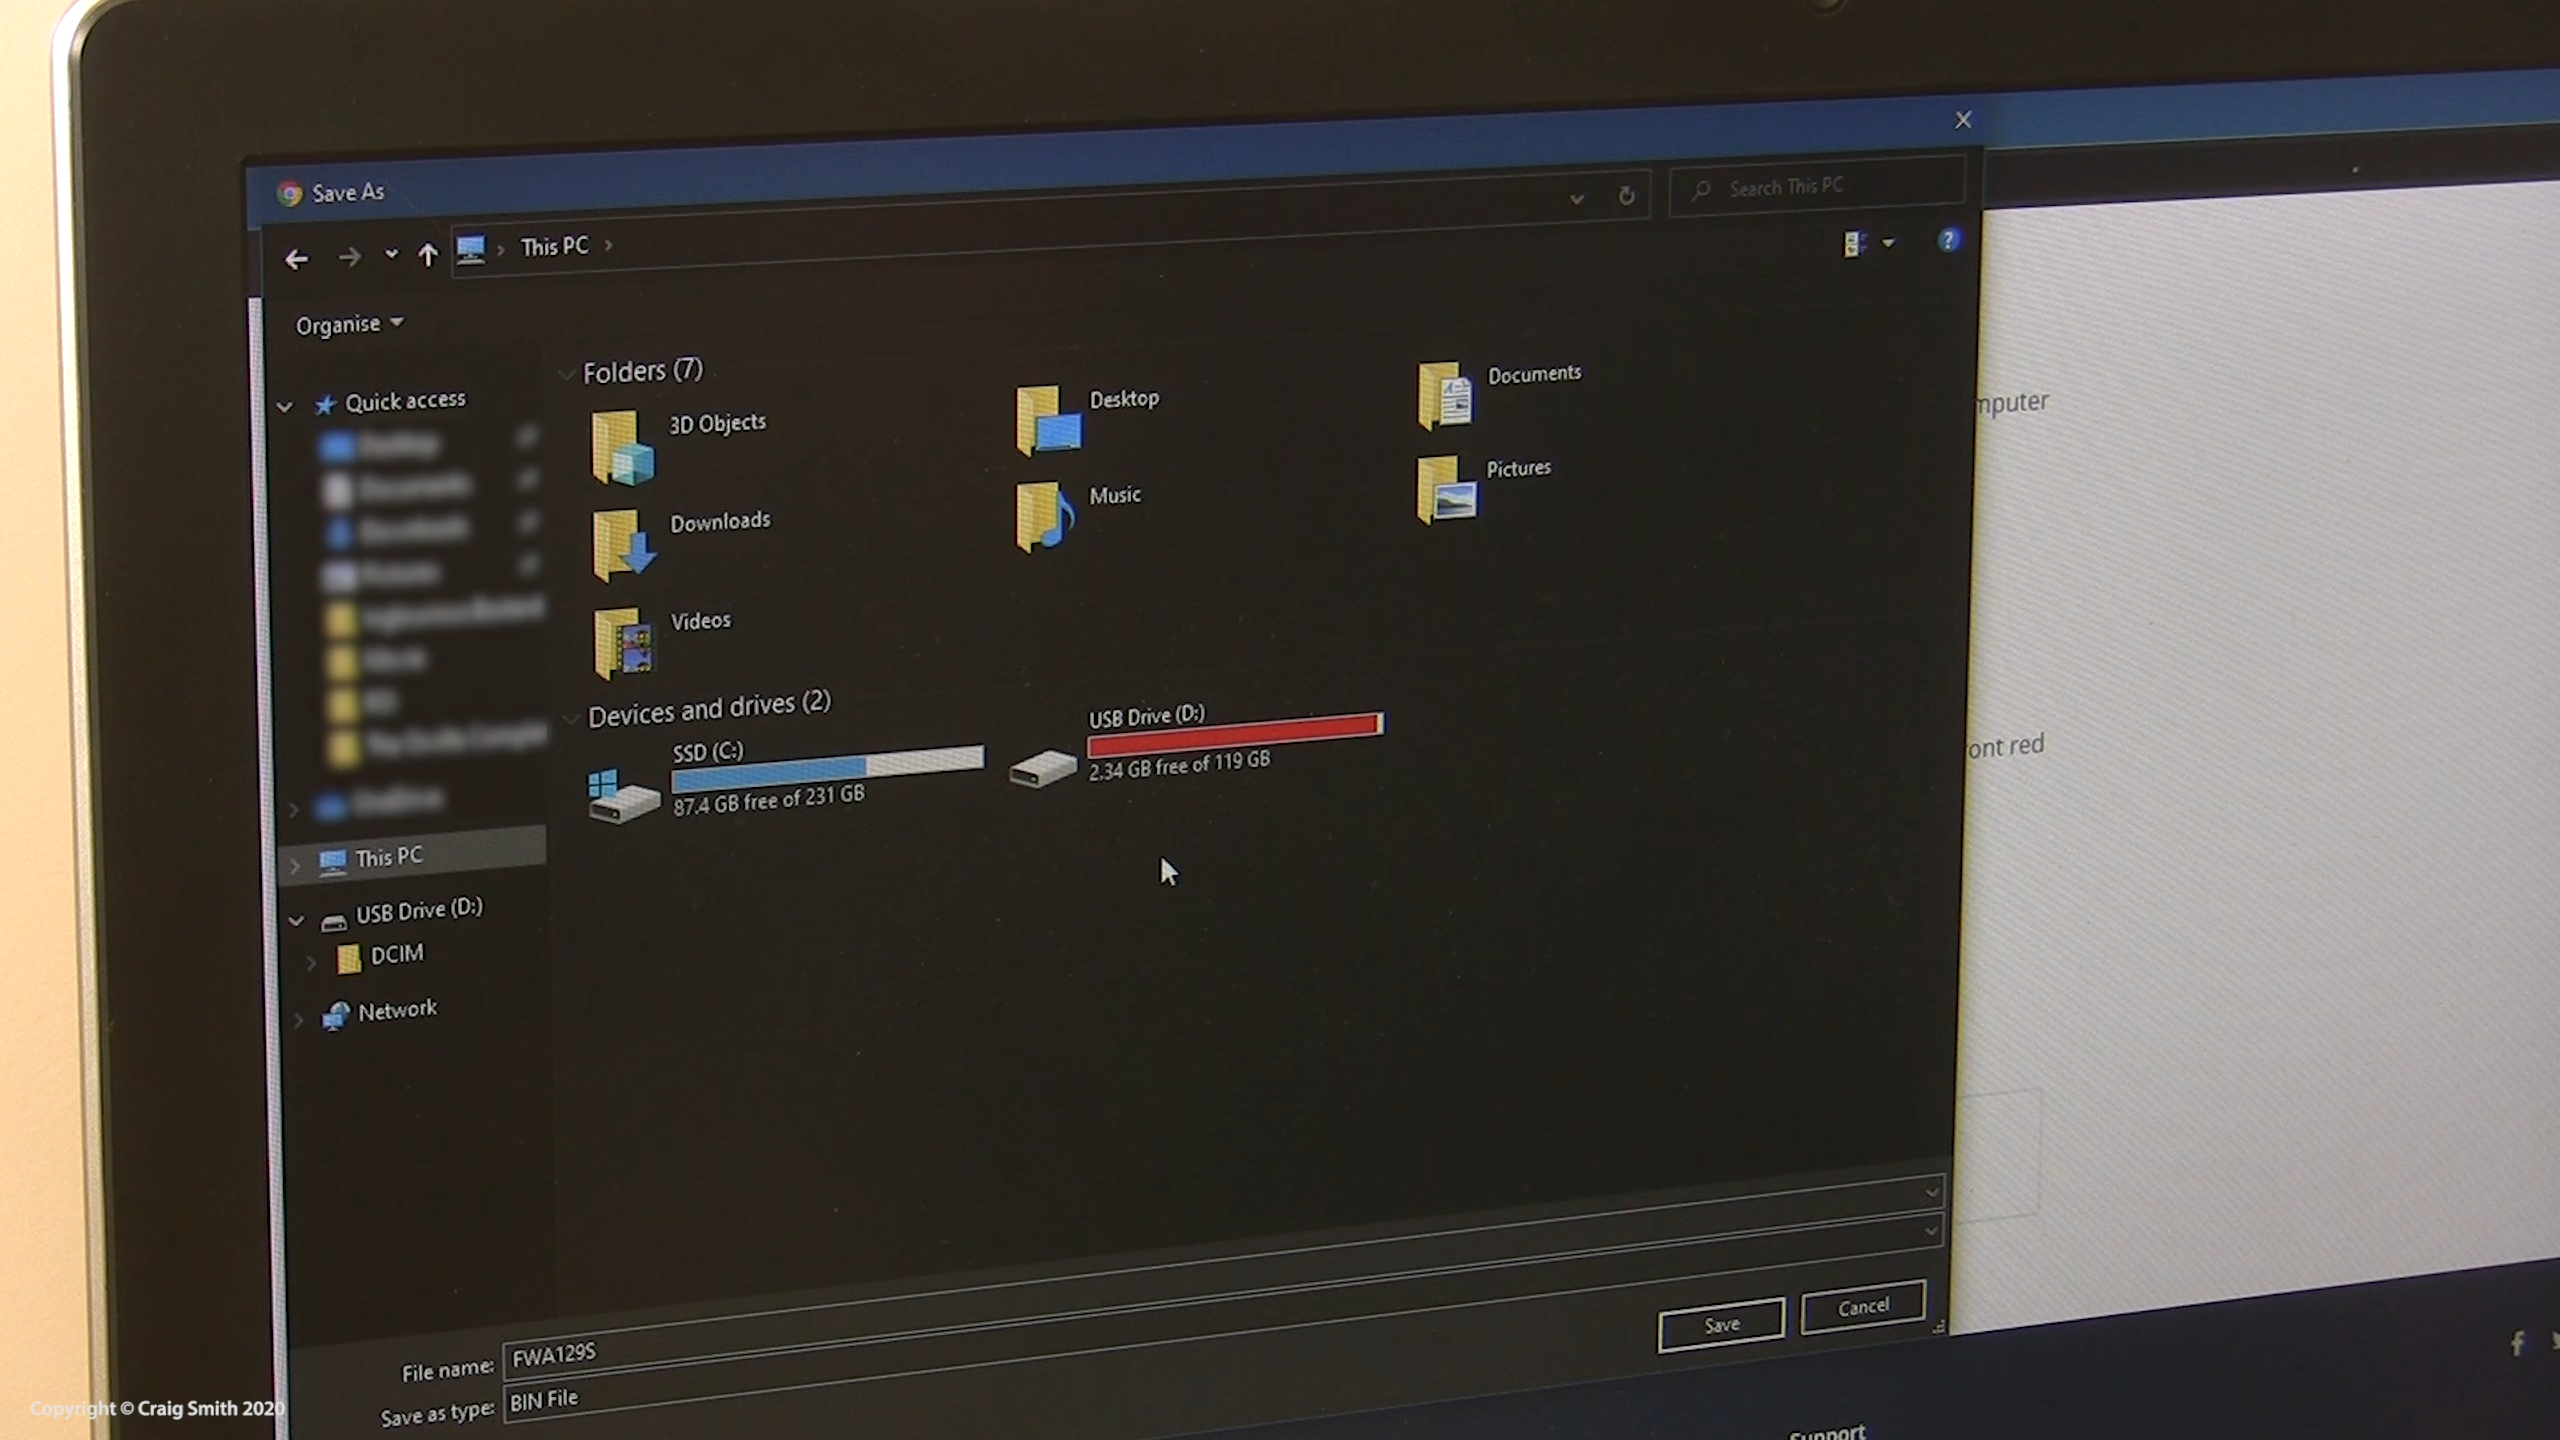 Save As
This PC
Search This PC
Organise
Quick access
This PC
USB Drive (D:)
DCIM
Network
Folders (7)
3D Objects
Desktop
Documents
Downloads
Music
Pictures
Videos
Devices and drives (2)
SSD (C:)
87.4 GB free of 231 GB
USB Drive (D:)
2.34 GB free of 119 GB
File name: FWA129S
Save as type: BIN File
Save
Cancel
mputer
ont red
Support
Copyright © Craig Smith 2020